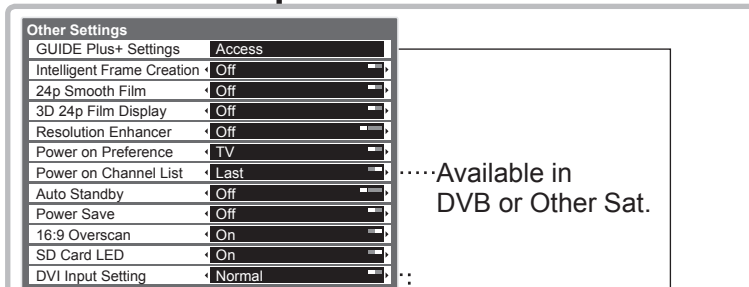 Other Settings
GUIDE Plus+ Settings Access
Intelligent Frame Creation Off
24p Smooth Film Off
3D 24p Film Display Off
Resolution Enhancer Off
Power on Preference TV
Power on Channel List Last
Auto Standby Off
Power Save Off
16:9 Overscan On
SD Card LED On
DVI Input Setting Normal
Available in
DVB or Other Sat.